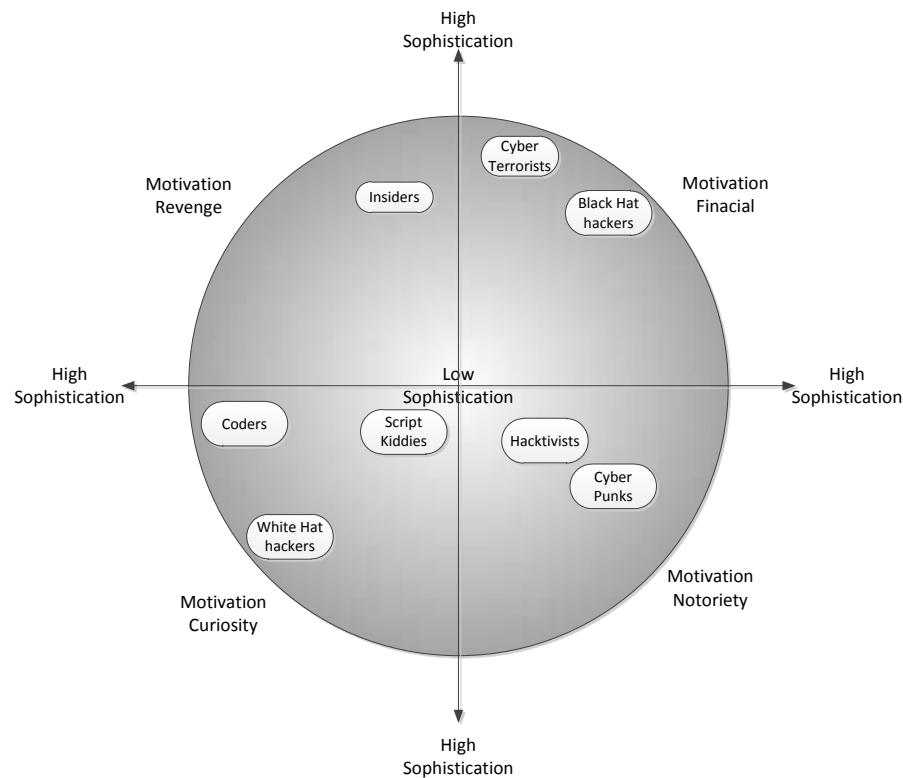 High
Sophistication
Cyber
Terrorists
Motivation
Revenge
Insiders
Black Hat
hackers
Motivation
Finacial
High
Sophistication
Low
Sophistication
High
Sophistication
Coders
Script
Kiddies
Hacktivists
Cyber
Punks
White Hat
hackers
Motivation
Curiosity
Motivation
Notoriety
High
Sophistication